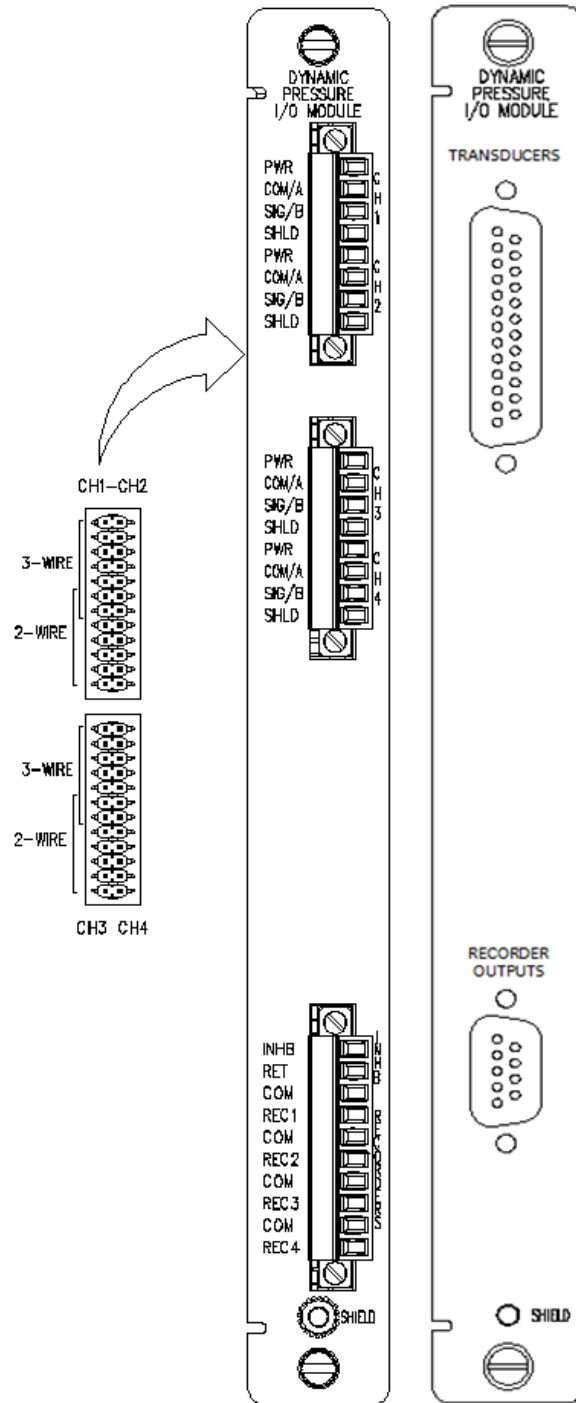 DYNAMIC
PRESSURE
I/O MODULE
PWR
COM/A
SIG/B
SHLD
PWR
COM/A
SIG/B
SHLD
CH1
CH2
PWR
COM/A
SIG/B
SHLD
PWR
COM/A
SIG/B
SHLD
CH3
CH4
INHB
RET
COM
REC1
COM
REC2
COM
REC3
COM
REC4
INHB
RECORDERS
SHIELD
CH1-CH2
3-WIRE
2-WIRE
3-WIRE
2-WIRE
CH3 CH4
DYNAMIC
PRESSURE
I/O MODULE
TRANSDUCERS
RECORDER
OUTPUTS
SHIELD